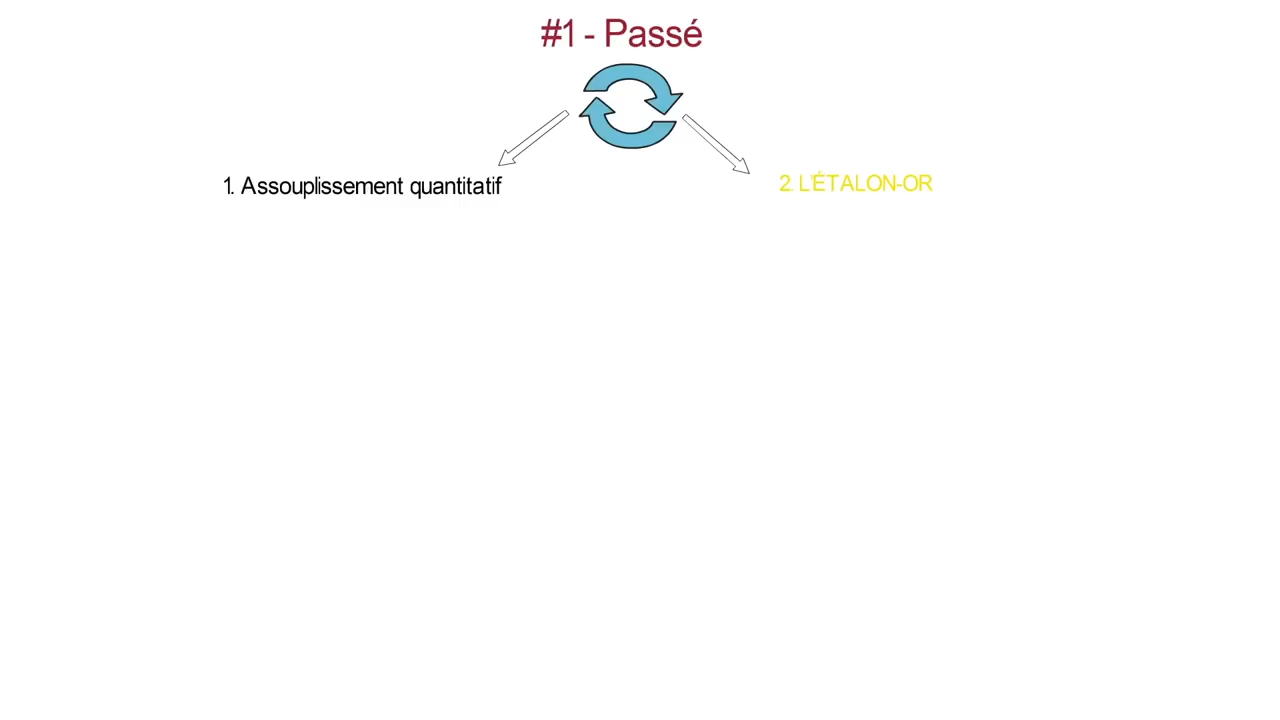 #1 - Passé
1. Assouplissement quantitatif
2. L'ÉTALON-OR